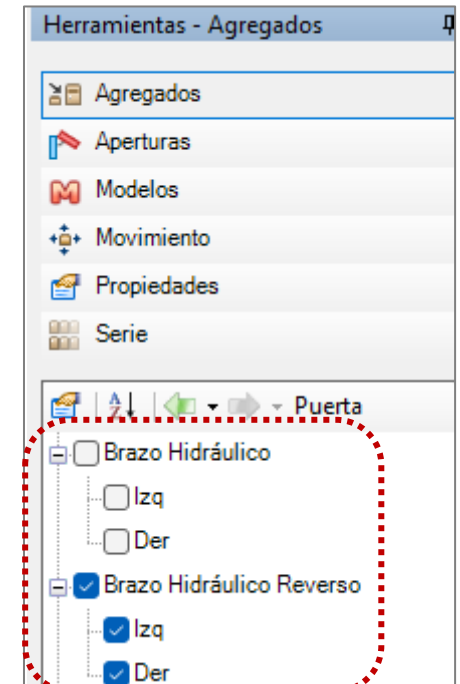 Herramientas - Agregados
Agregados
Aperturas
Modelos
Movimiento
Propiedades
Serie
Puerta
Brazo Hidráulico
Izq
Der
Brazo Hidráulico Reverso
Izq
Der